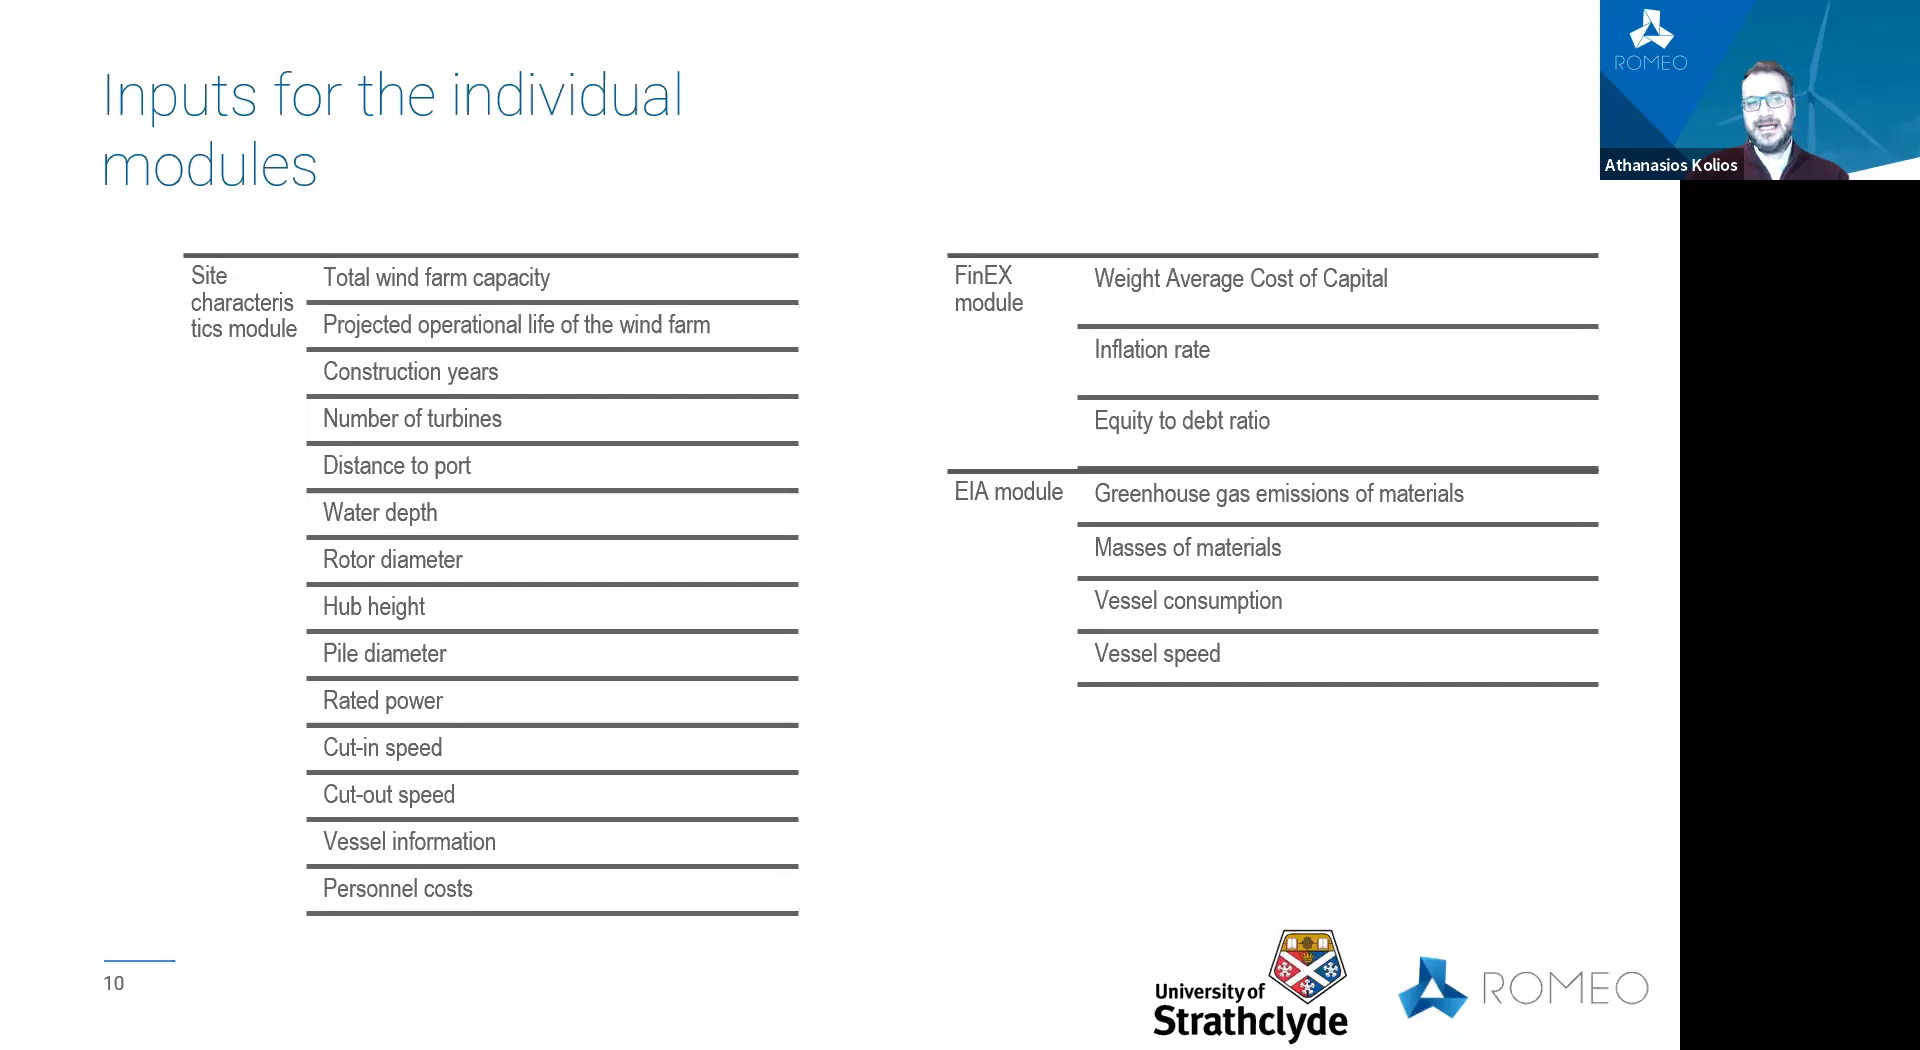 Inputs for the individual
modules
Site
characteris
tics module
Total wind farm capacity
Projected operational life of the wind farm
Construction years
Number of turbines
Distance to port
Water depth
Rotor diameter
Hub height
Pile diameter
Rated power
Cut-in speed
Cut-out speed
Vessel information
Personnel costs
FinEX
module
Weight Average Cost of Capital
Inflation rate
Equity to debt ratio
EIA module
Greenhouse gas emissions of materials
Masses of materials
Vessel consumption
Vessel speed
ROMEO
Athanasios Kolios
10
University of
Strathclyde
ROMEO